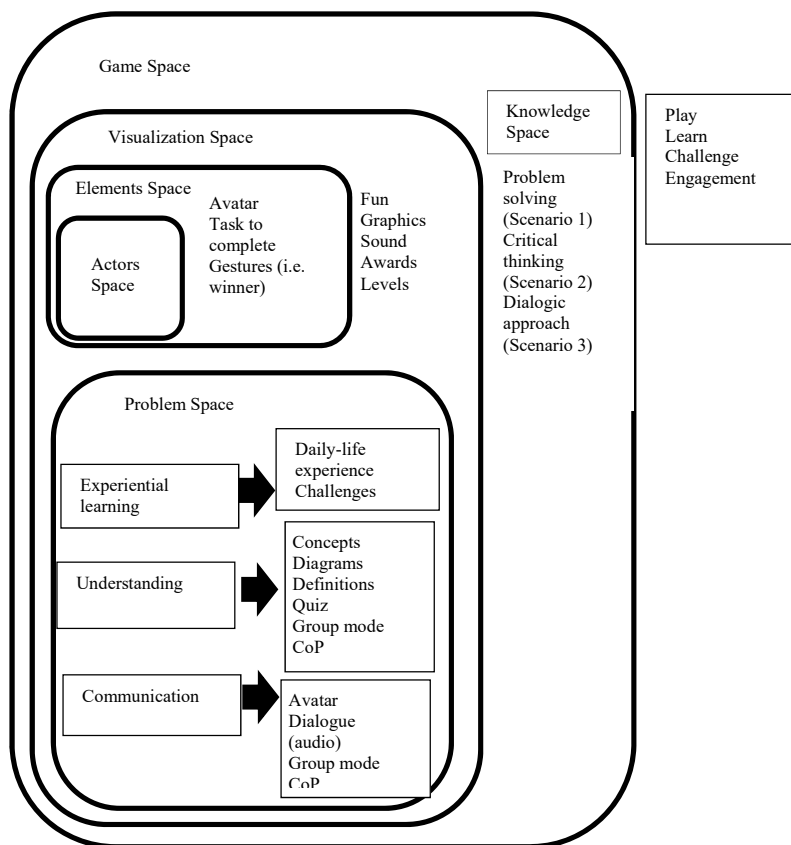 Game Space
Knowledge
Space
Play
Learn
Challenge
Engagement
Visualization Space
Problem
solving
(Scenario 1)
Critical
thinking
(Scenario 2)
Dialogic
approach
(Scenario 3)
Elements Space
Avatar
Task to
complete
Gestures (i.e.
winner)
Fun
Graphics
Sound
Awards
Levels
Actors
Space
Problem Space
Experiential
learning
Daily-life
experience
Challenges
Understanding
Concepts
Diagrams
Definitions
Quiz
Group mode
CoP
Communication
Avatar
Dialogue
(audio)
Group mode
CoP